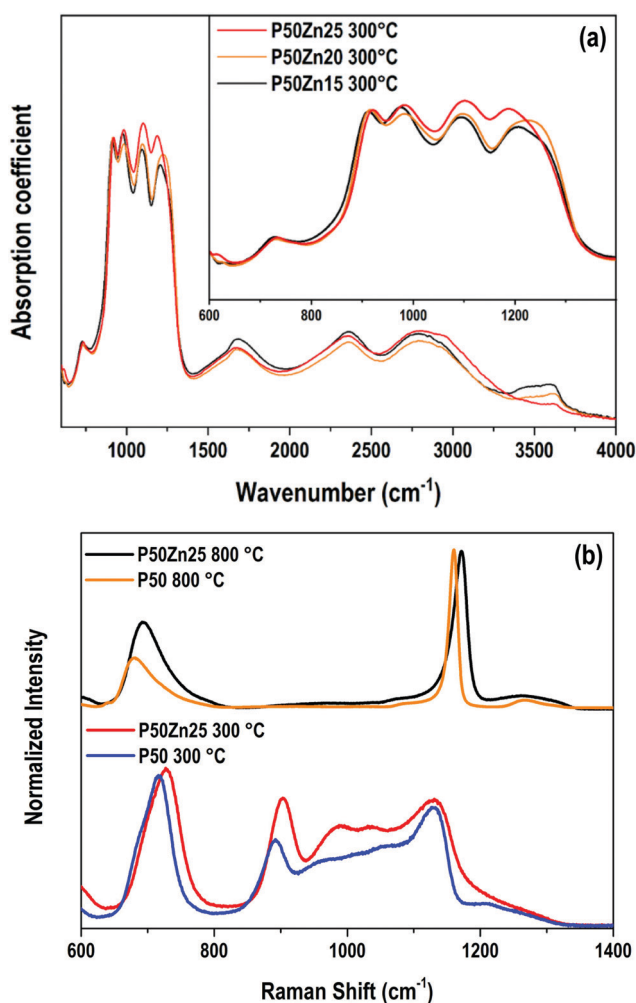 P50Zn25 300°C
P50Zn20 300°C
P50Zn15 300°C
(a)
Absorption coefficient
600 800 1000 1200
1000 1500 2000 2500 3000 3500 4000
Wavenumber (cm-1)
P50Zn25 800 °C
P50 800 °C
(b)
Normalized Intensity
P50Zn25 300 °C
P50 300 °C
600 800 1000 1200 1400
Raman Shift (cm-1)